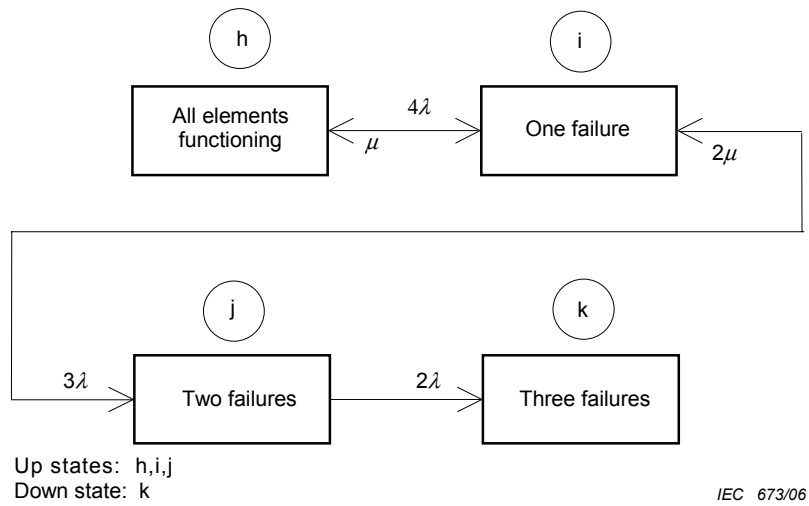 h
i
All elements
functioning
4λ
μ
One failure
2μ
j
k
3λ
Two failures
2λ
Three failures
Up states: h,i,j
Down state: k
IEC 673/06